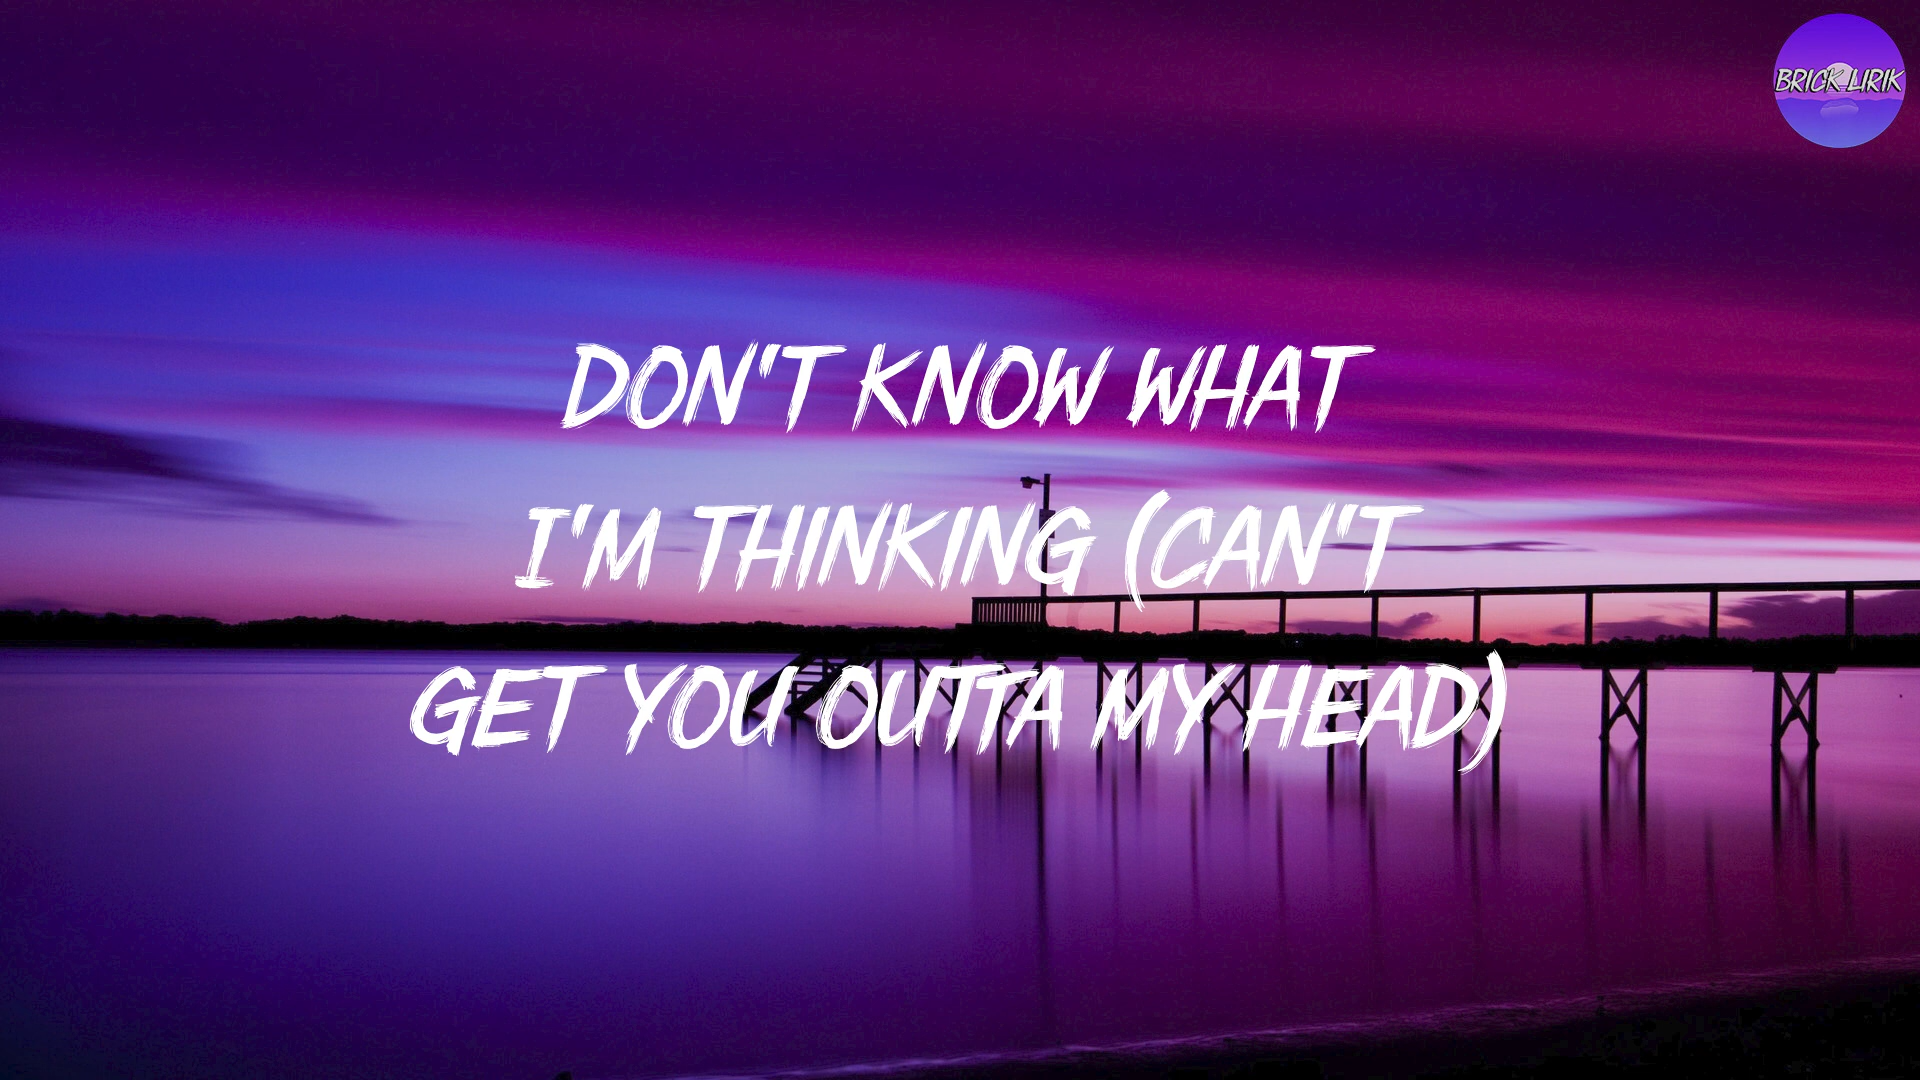 BRICK LIRIK
DON'T KNOW WHAT
I'M THINKING (CAN'T
GET YOU OUTTA MY HEAD)